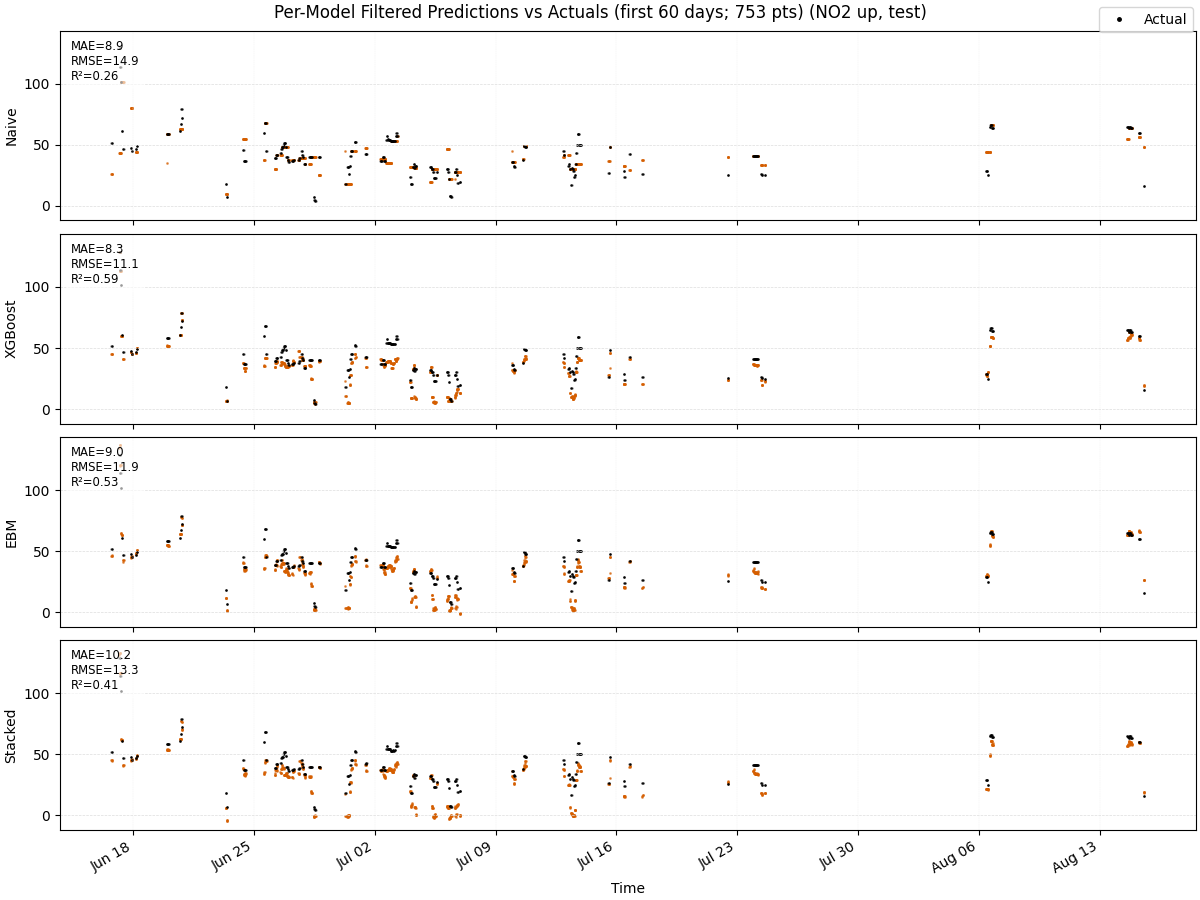 Per-Model Filtered Predictions vs Actuals (first 60 days; 753 pts) (NO2 up, test)
Actual
MAE=8.9
RMSE=14.9
R²=0.26
100
50
0
Naive
MAE=8.3
RMSE=11.1
R²=0.59
100
50
0
XGBoost
MAE=9.0
RMSE=11.9
R²=0.53
100
50
0
EBM
MAE=10.2
RMSE=13.3
R²=0.41
100
50
0
Stacked
Jun 18
Jun 25
Jul 02
Jul 09
Jul 16
Jul 23
Jul 30
Aug 06
Aug 13
Time